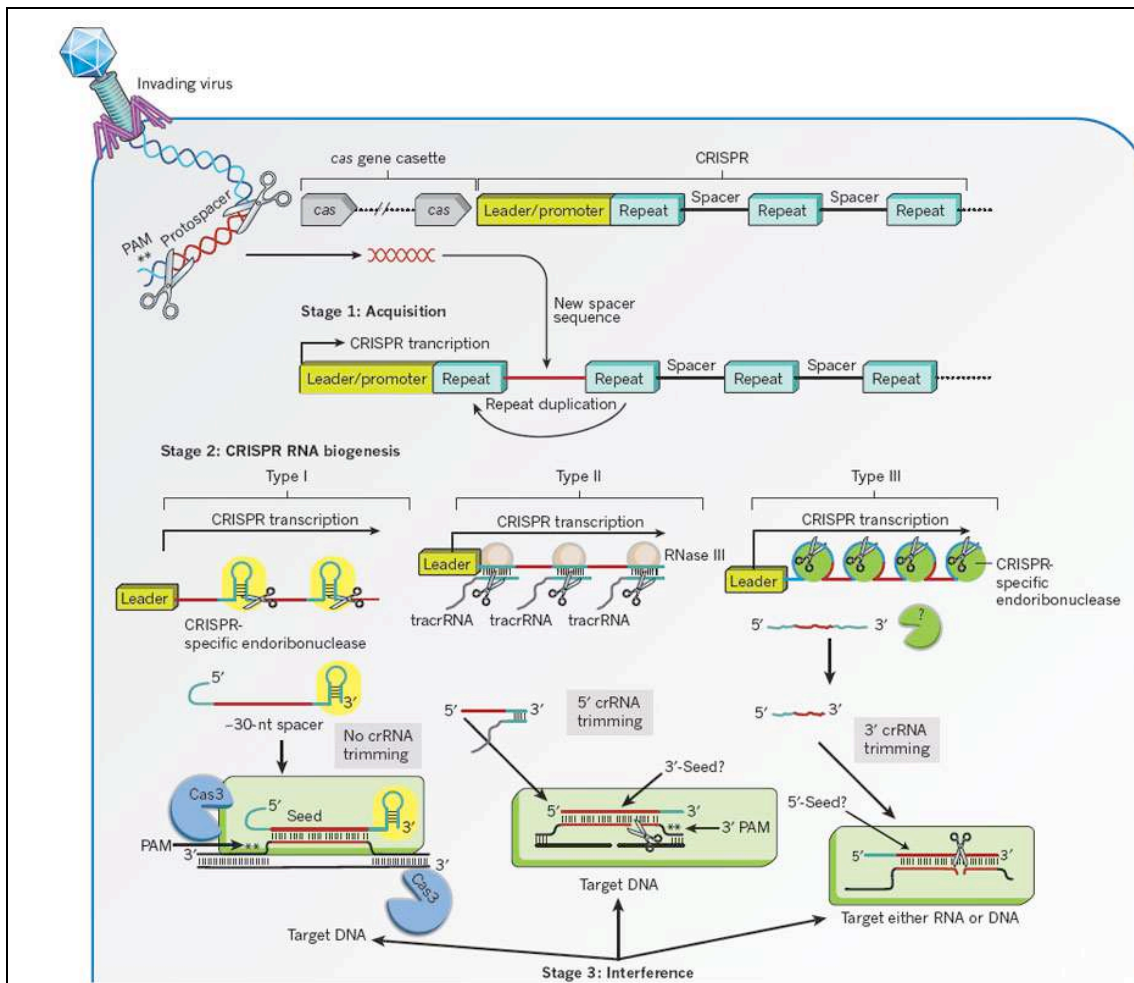 Invading virus
cas gene casette
CRISPR
Protospacer
PAM
**
cas
cas
Leader/promoter
Repeat
Spacer
Repeat
Spacer
Repeat
New spacer
sequence
Stage 1: Acquisition
CRISPR trancription
Leader/promoter
Repeat
Repeat
Spacer
Repeat
Spacer
Repeat
Repeat duplication
Stage 2: CRISPR RNA biogenesis
Type I
CRISPR transcription
Leader
CRISPR-
specific endoribonuclease
5′
3′
~30-nt spacer
No crRNA
trimming
Cas3
5′
Seed
3′
PAM
**
3′
3′
Cas3
Target DNA
Type II
CRISPR transcription
Leader
RNase III
tracrRNA
tracrRNA
tracrRNA
5′
3′
5′ crRNA
trimming
3′-Seed?
5′
3′
**
3′ PAM
Target DNA
Type III
CRISPR transcription
Leader
CRISPR-
specific
endoribonuclease
5′
3′
?
5′
3′
3′ crRNA
trimming
5′-Seed?
5′
3′
Target either RNA or DNA
Stage 3: Interference